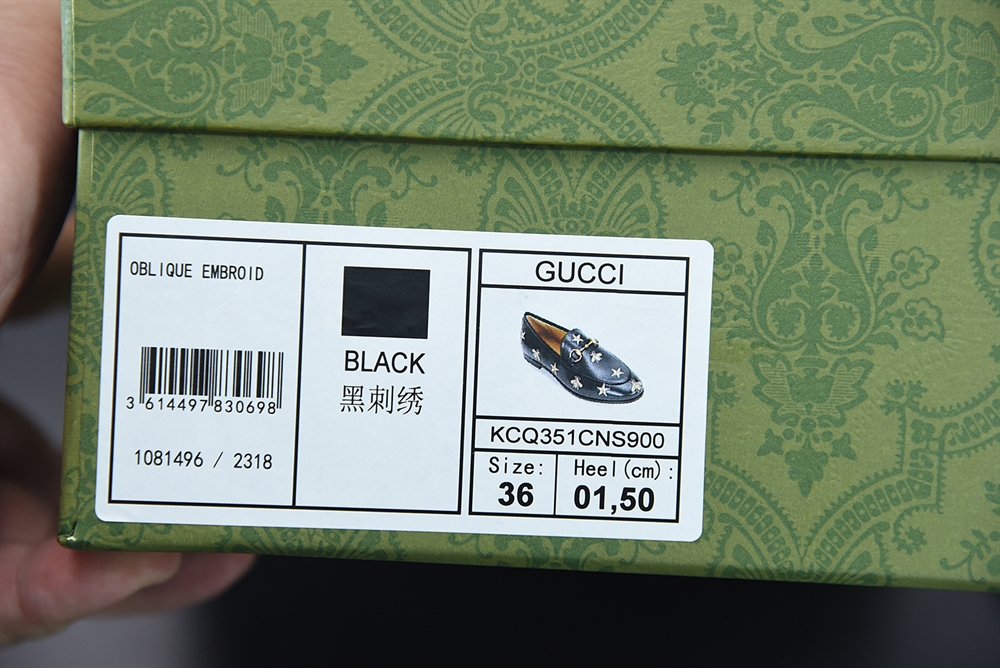 OBLIQUE EMBROID
3 614497 830698
1081496 / 2318
BLACK
黑刺绣
GUCCI
KCQ351CNS900
Size:
36
Heel(cm):
01,50